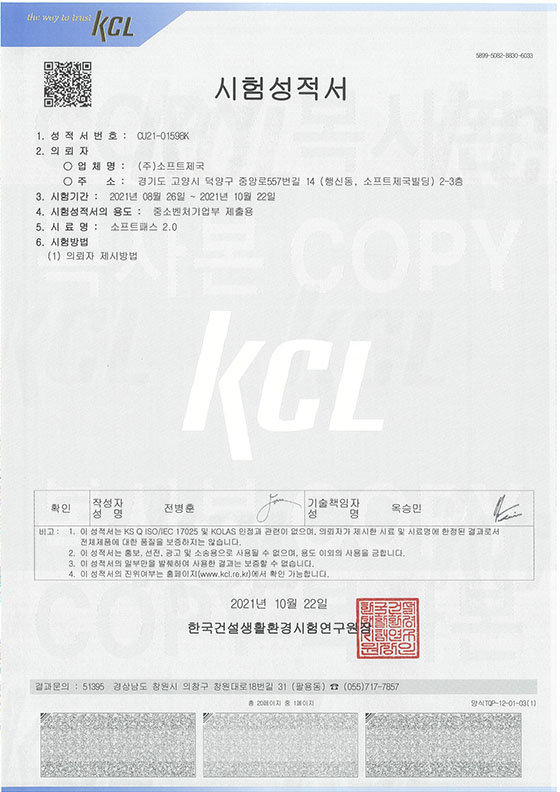 the way to trust KCL
5899-5082-8830-6033
시험성적서
1. 성 적 서 번 호 : CU21-01598K
2. 의 뢰 자
○ 업 체 명 : (주)소프트제국
○ 주 소 : 경기도 고양시 덕양구 중앙로557번길 14 (행신동, 소프트제국빌딩) 2-3층
3. 시 험 기 간 : 2021년 08월 26일 ~ 2021년 10월 22일
4. 시험성적서의 용도 : 중소벤처기업부 제출용
5. 시 료 명 : 소프트패스 2.0
6. 시험방법
(1) 의뢰자 제시방법
복사본 COPY
KCL KCL
KCL
확인 작성자 성 명 전병훈 기술책임자 성 명 옥승민
비고 : 1. 이 성적서는 KS Q ISO/IEC 17025 및 KOLAS 인정과 관련이 없으며, 의뢰자가 제시한 시료 및 시료명에 한정된 결과로서
전체제품에 대한 품질을 보증하지는 않습니다.
2. 이 성적서는 홍보, 선전, 광고 및 소송용으로 사용될 수 없으며, 용도 이외의 사용을 금합니다.
3. 이 성적서의 일부만을 발췌하여 사용한 결과는 보증할 수 없습니다.
4. 이 성적서의 진위여부는 홈페이지(www.kcl.re.kr)에서 확인 가능합니다.
2021년 10월 22일
한국건설생활환경시험연구원장
결과문의 : 51395 경상남도 창원시 의창구 창원대로18번길 31 (팔용동) ☎ (055)717-7857
총 20페이지 중 1페이지
양식TQP-12-01-03(1)